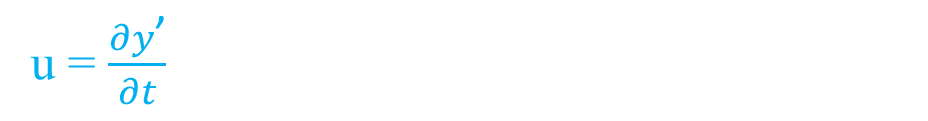 u = ∂y′/∂t